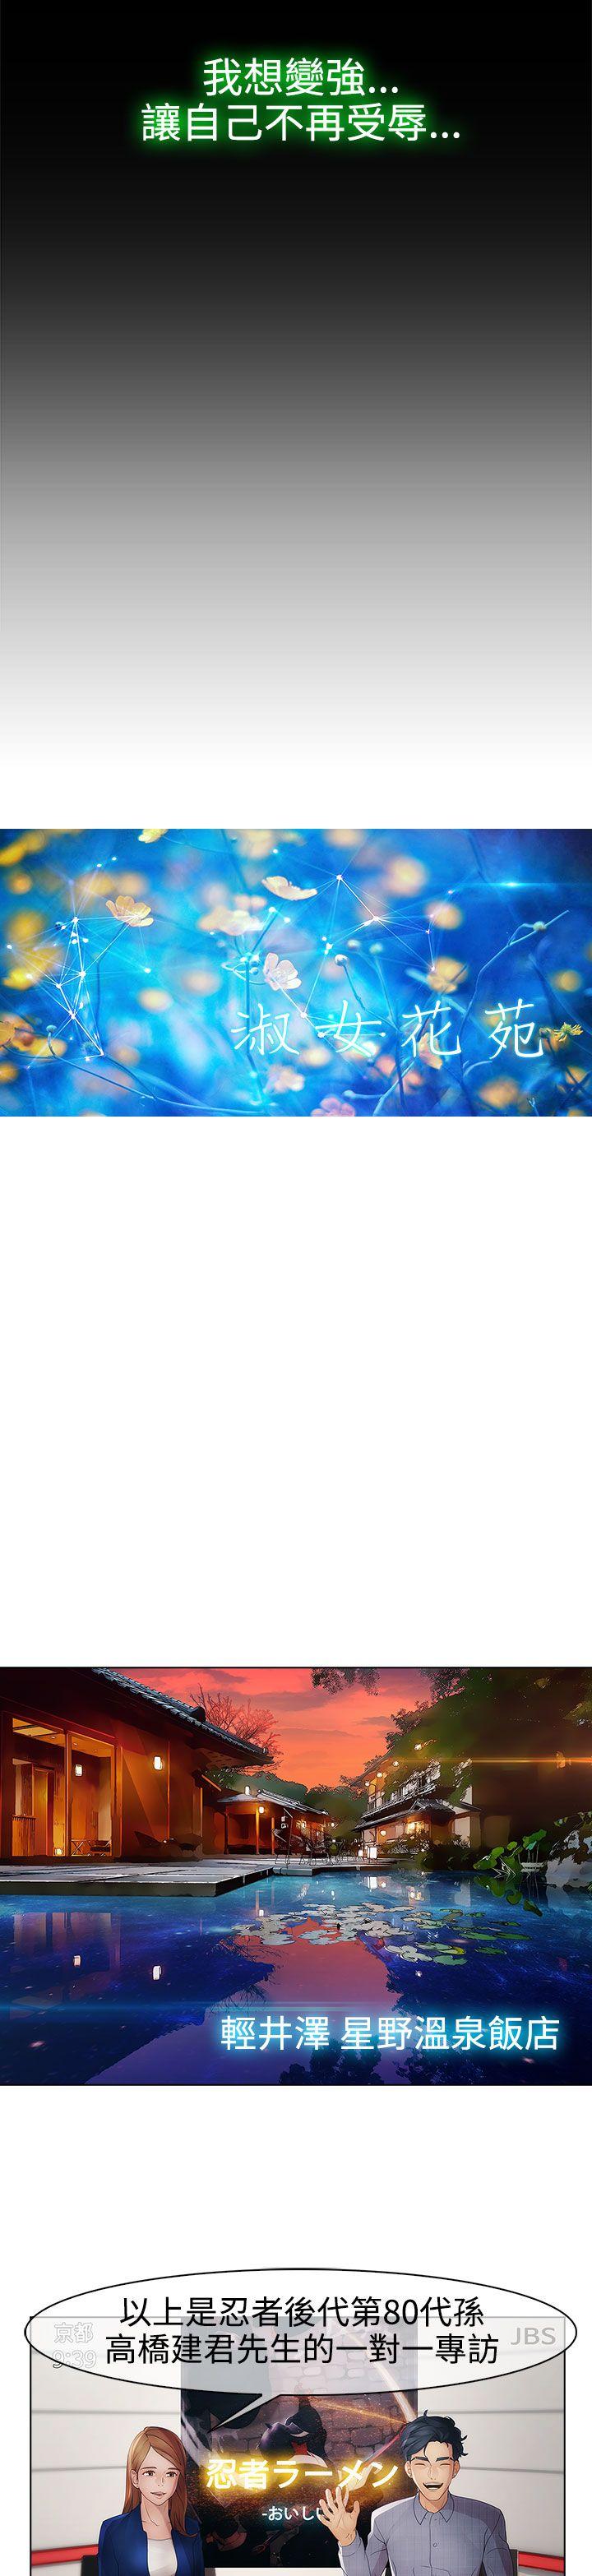 我想變強...
讓自己不再受辱...
淑女花苑
輕井澤 星野溫泉飯店
以上是忍者後代第80代孫
高橋建君先生的一對一專訪
京都
9:39
JBS
忍者ラーメン
-おいしい